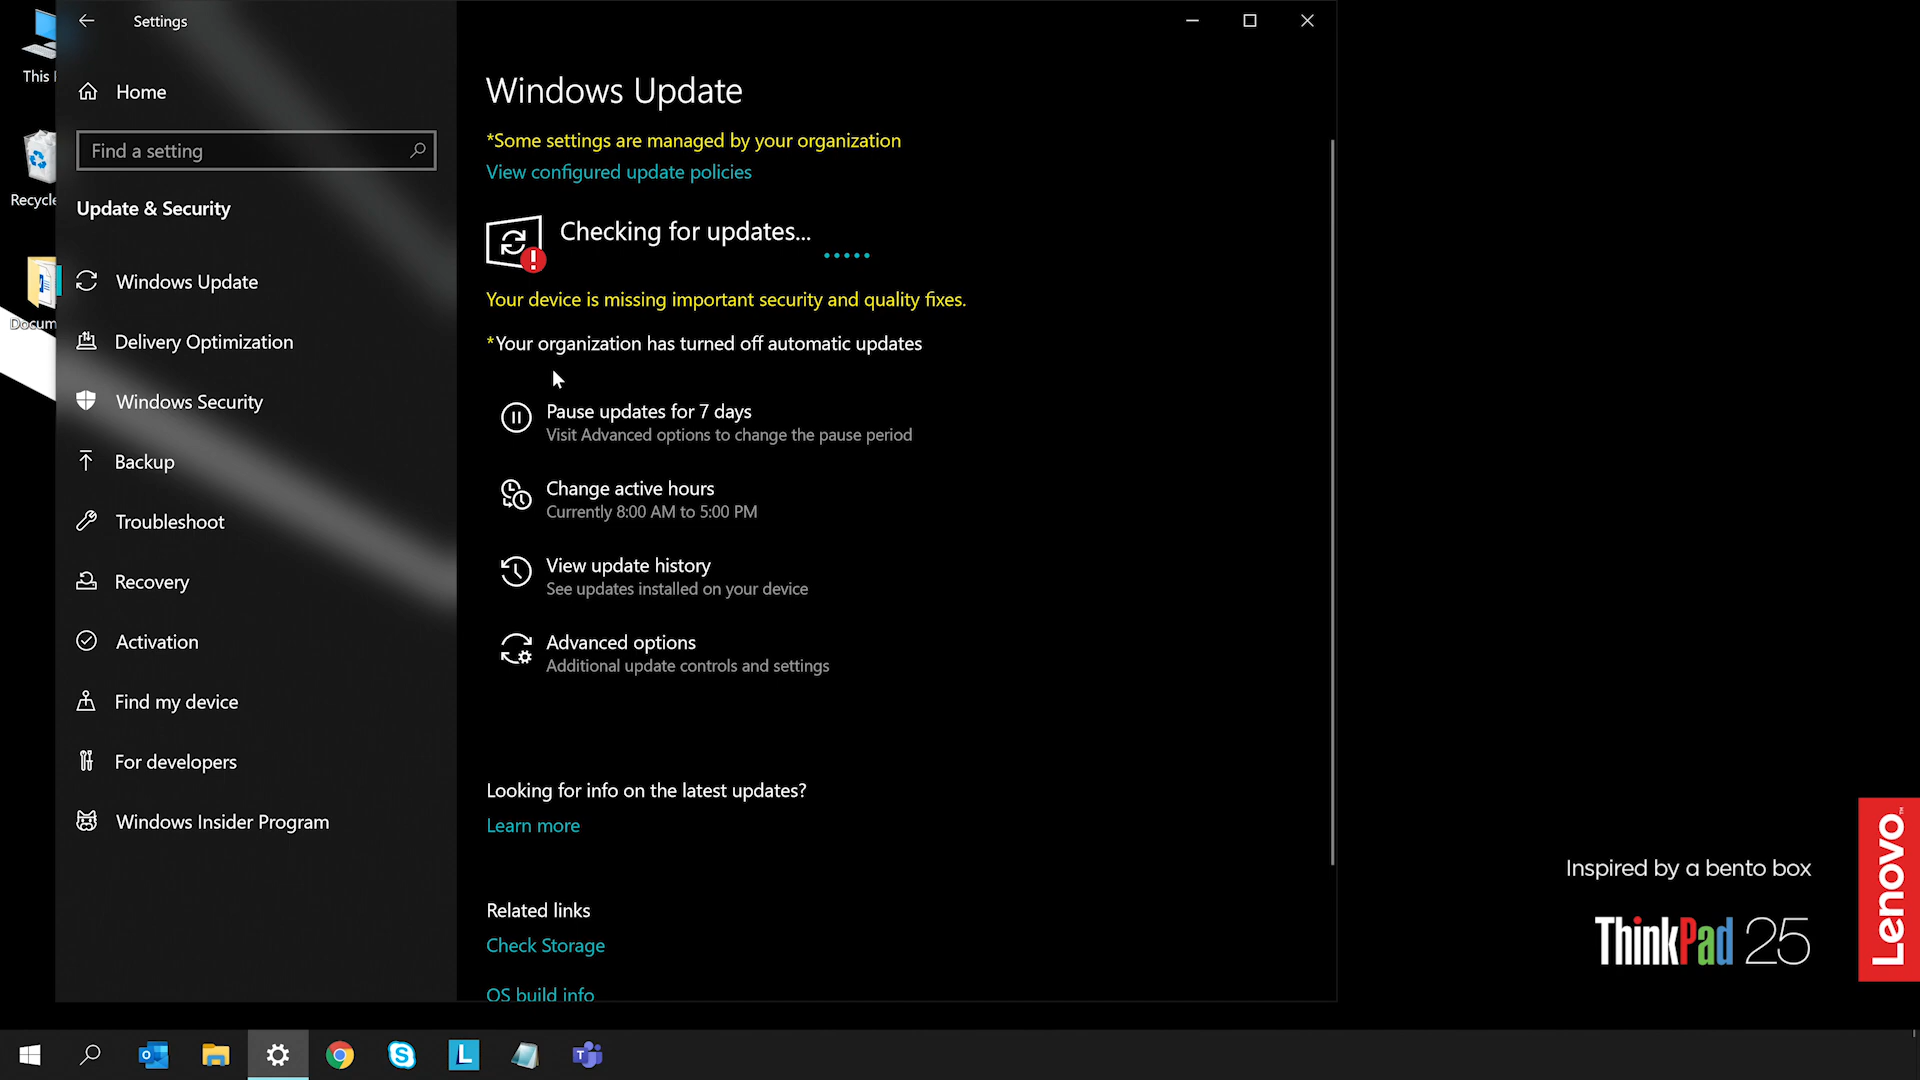 Settings
This
Recycle
Docum
Home
Find a setting
Update & Security
Windows Update
Delivery Optimization
Windows Security
Backup
Troubleshoot
Recovery
Activation
Find my device
For developers
Windows Insider Program
Windows Update
*Some settings are managed by your organization
View configured update policies
Checking for updates...
Your device is missing important security and quality fixes.
*Your organization has turned off automatic updates
Pause updates for 7 days
Visit Advanced options to change the pause period
Change active hours
Currently 8:00 AM to 5:00 PM
View update history
See updates installed on your device
Advanced options
Additional update controls and settings
Looking for info on the latest updates?
Learn more
Related links
Check Storage
OS build info
Inspired by a bento box
ThinkPad 25
Lenovo™